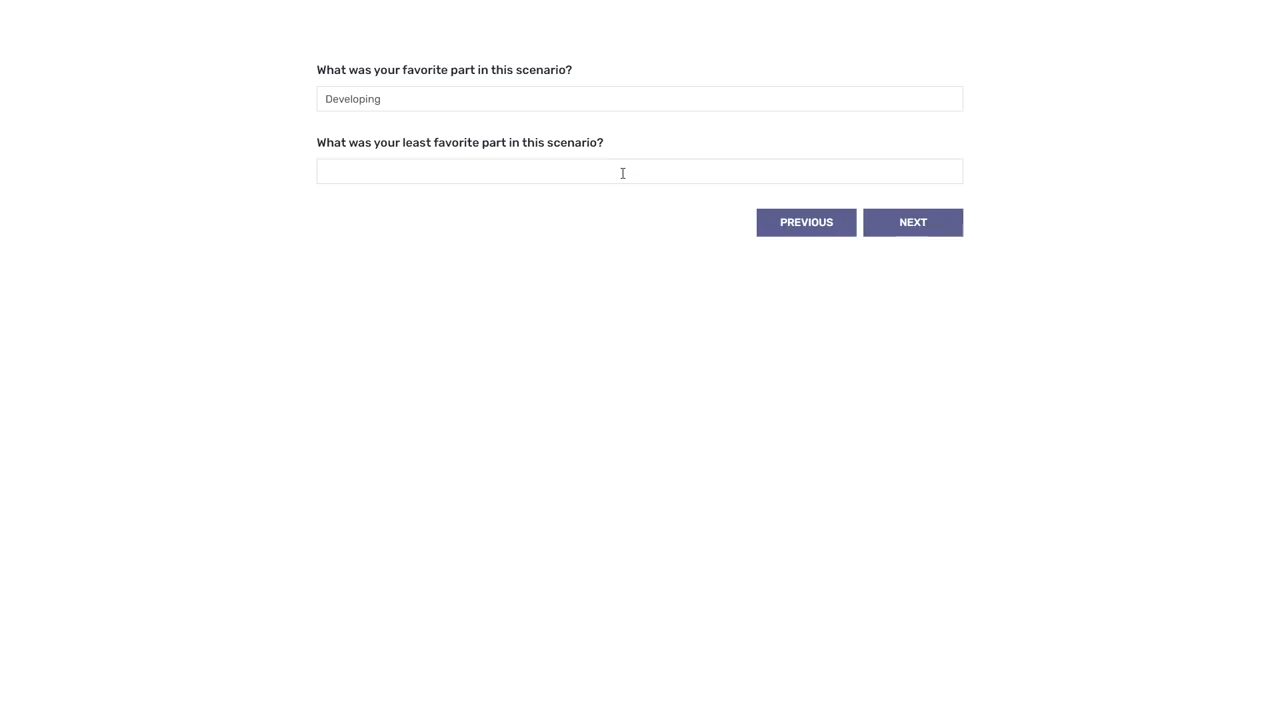 What was your favorite part in this scenario?
Developing
What was your least favorite part in this scenario?
PREVIOUS NEXT